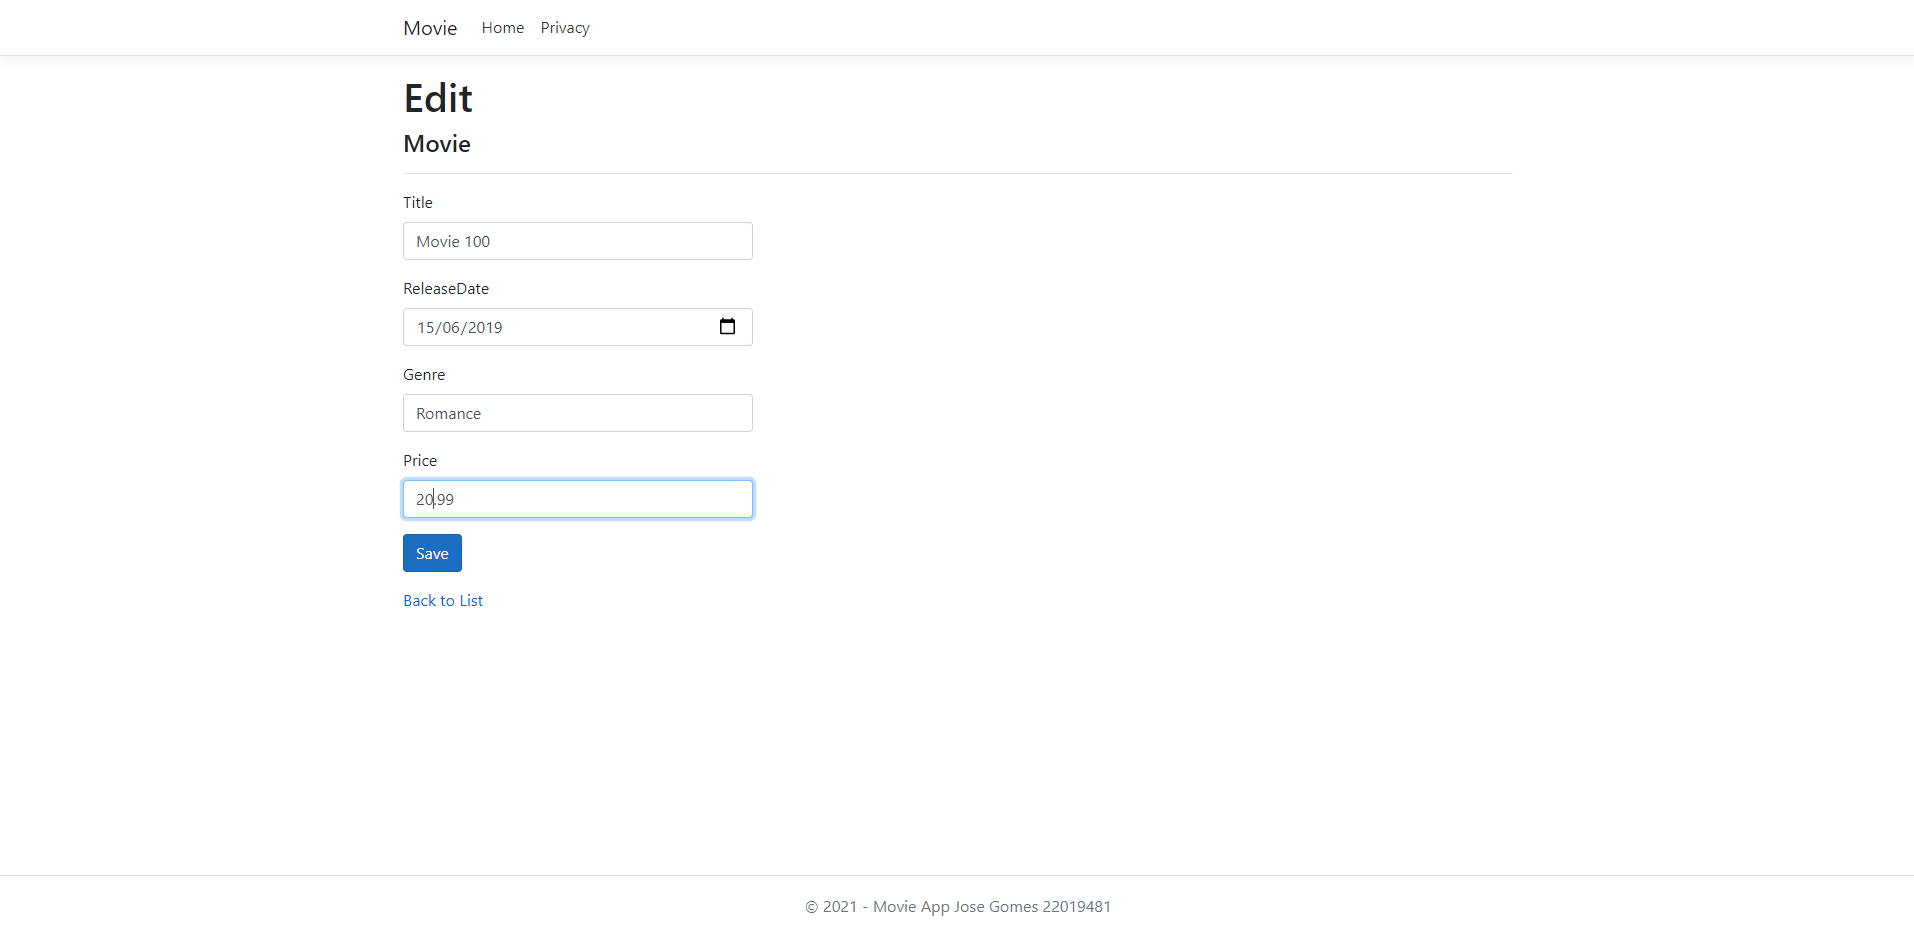 Movie Home Privacy
Edit
Movie
Title
Movie 100
ReleaseDate
15/06/2019
Genre
Romance
Price
20.99
Save
Back to List
© 2021 - Movie App Jose Gomes 22019481